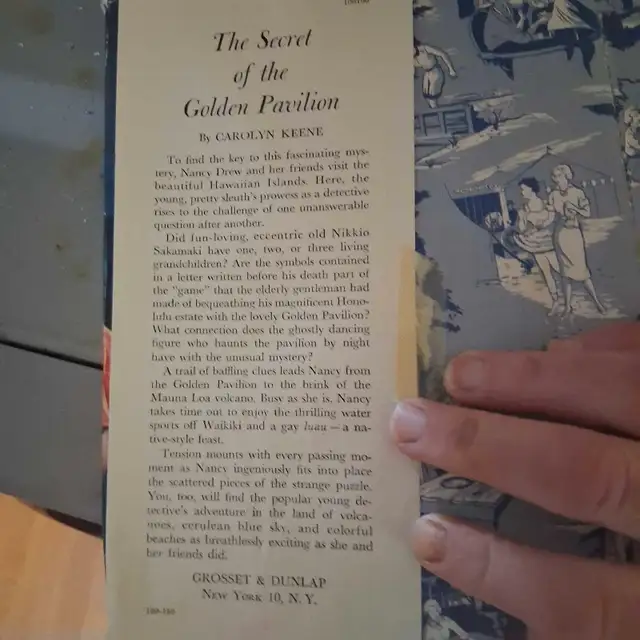 The Secret
of the
Golden Pavilion
By CAROLYN KEENE
To find the key to this fascinating mys-
tery, Nancy Drew and her friends visit the
beautiful Hawaiian Islands. Here, the
young, pretty sleuth's prowess as a detective
rises to the challenge of one unanswerable
question after another.
Did fun-loving, eccentric old Nikkio
Sakamaki have one, two, or three living
grandchildren? Are the symbols contained
in a letter written before his death part of
the "game" that the elderly gentleman had
made of bequeathing his magnificent Hono-
lulu estate with the lovely Golden Pavilion?
What connection does the ghostly dancing
figure who haunts the pavilion by night
have with the unusual mystery?
A trail of baffling clues leads Nancy from
the Golden Pavilion to the brink of the
Mauna Loa volcano. Busy as she is, Nancy
takes time out to enjoy the thrilling water
sports off Waikiki and a gay luau — a na-
tive-style feast.
Tension mounts with every passing mo-
ment as Nancy ingeniously fits into place
the scattered pieces of the strange puzzle.
You, too, will find the popular young de-
tective's adventure in the land of volca-
noes, cerulean blue sky, and colorful
beaches as breathlessly exciting as she and
her friends did.
GROSSET & DUNLAP
NEW YORK 10, N. Y.